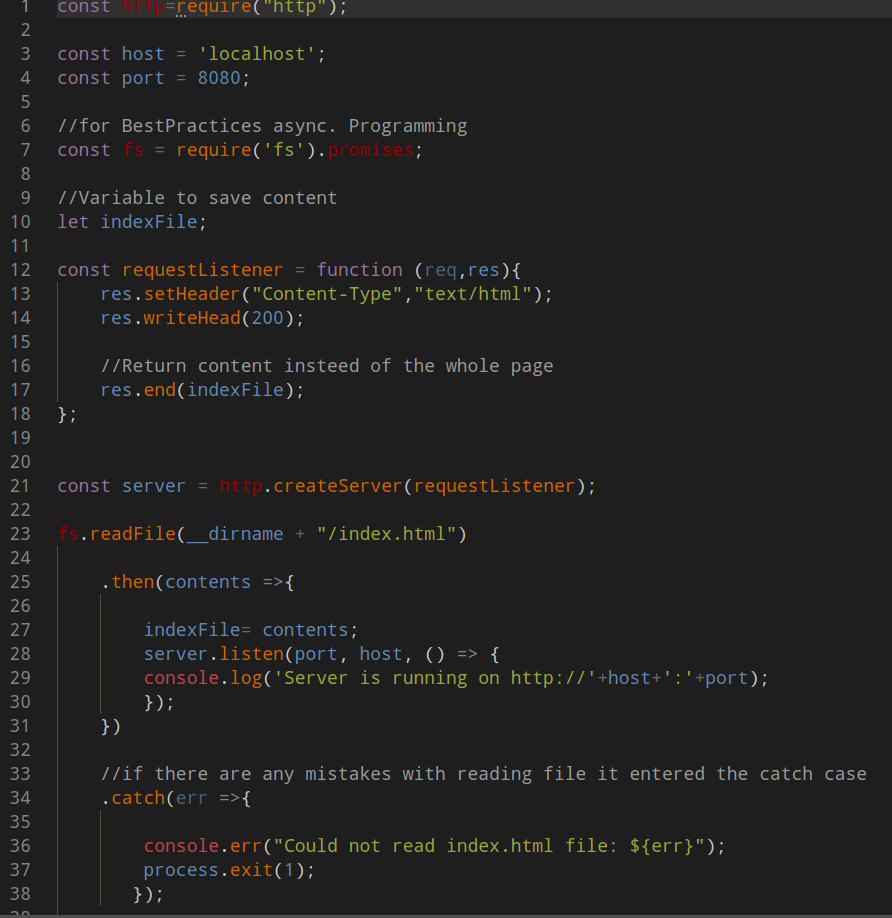 1 const http=require("http");
2
3 const host = 'localhost';
4 const port = 8080;
5
6 //for BestPractices async. Programming
7 const fs = require('fs').promises;
8
9 //Variable to save content
10 let indexFile;
11
12 const requestListener = function (req,res){
13     res.setHeader("Content-Type","text/html");
14     res.writeHead(200);
15
16     //Return content insteed of the whole page
17     res.end(indexFile);
18 };
19
20
21 const server = http.createServer(requestListener);
22
23 fs.readFile(__dirname + "/index.html")
24
25     .then(contents =>{
26
27         indexFile= contents;
28         server.listen(port, host, () => {
29         console.log('Server is running on http://'+host+':'+port);
30         });
31     })
32
33     //if there are any mistakes with reading file it entered the catch case
34     .catch(err =>{
35
36         console.err("Could not read index.html file: ${err}");
37         process.exit(1);
38        });
39